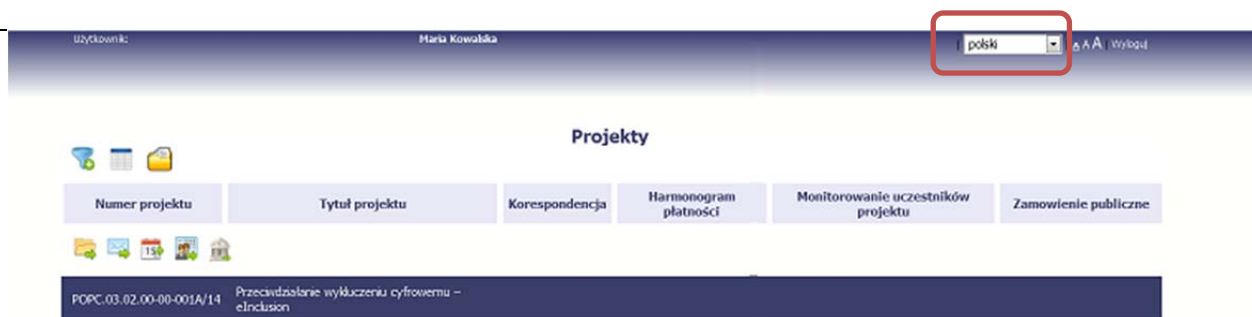 Użytkownik: Maria Kowalska | polski | A A A | Wyloguj
Projekty
Numer projektu Tytuł projektu Korespondencja Harmonogram płatności Monitorowanie uczestników projektu Zamowienie publiczne
15
POPC.03.02.00-00-001A/14 Przeciwdziałanie wykluczeniu cyfrowemu –
eInclusion